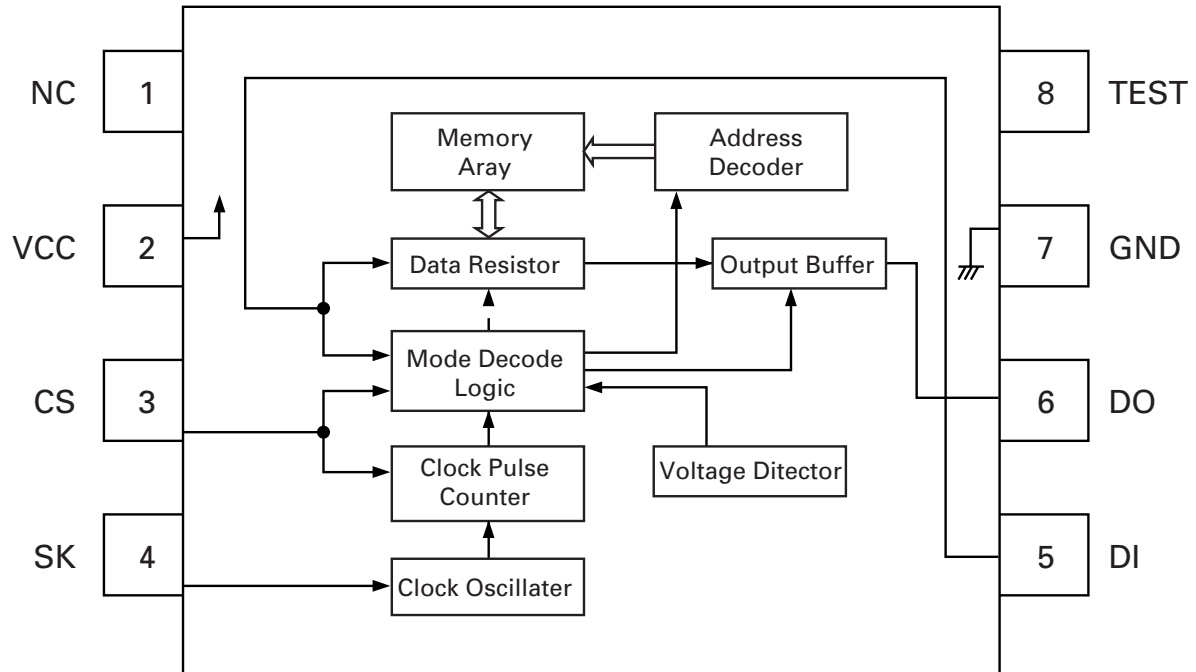 NC
1
8
TEST
Memory
Aray
Address
Decoder
VCC
2
Data Resistor
Output Buffer
7
GND
Mode Decode
Logic
CS
3
6
DO
Clock Pulse
Counter
Voltage Ditector
SK
4
Clock Oscillater
5
DI